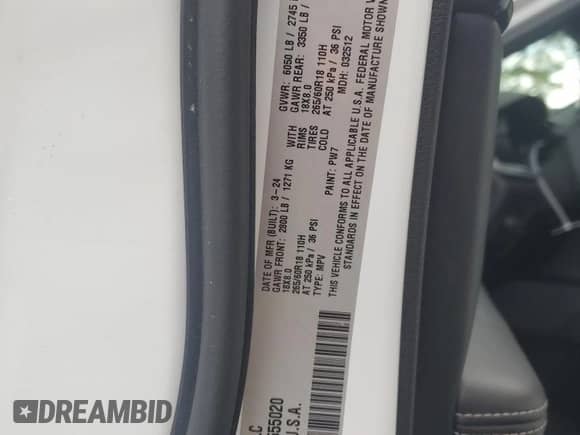 DATE OF MFR (BUILT): 3-24 GVWR: 6050 LB / 2745
GAWR FRONT: 2800 LB / 1271 KG WITH GAWR REAR: 3350 LB /
18X8.0 RIMS 18X8.0
265/60R18 110H TIRES 265/60R18 110H
AT 250 kPa / 36 PSI COLD AT 250 kPa / 36 PSI
TYPE: MPV PAINT: PW7 MDH: 032512
THIS VEHICLE CONFORMS TO ALL APPLICABLE U.S.A. FEDERAL MOTOR
STANDARDS IN EFFECT ON THE DATE OF MANUFACTURE SHOWN
LC
555020
U.S.A.
DREAMBID
DREAMBID